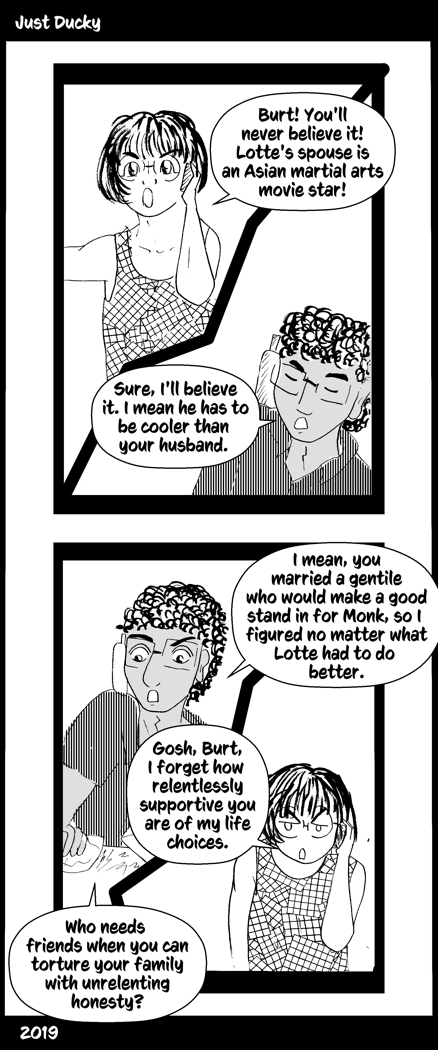 Just Ducky
Burt! You'll
never believe it!
Lotte's spouse is
an Asian martial arts
movie star!
Sure, I'll believe
it. I mean he has to
be cooler than
your husband.
I mean, you
married a gentile
who would make a good
stand in for Monk, so I
figured no matter what
Lotte had to do
better.
Gosh, Burt,
I forget how
relentlessly
supportive you
are of my life
choices.
Who needs
friends when you can
torture your family
with unrelenting
honesty?
2019